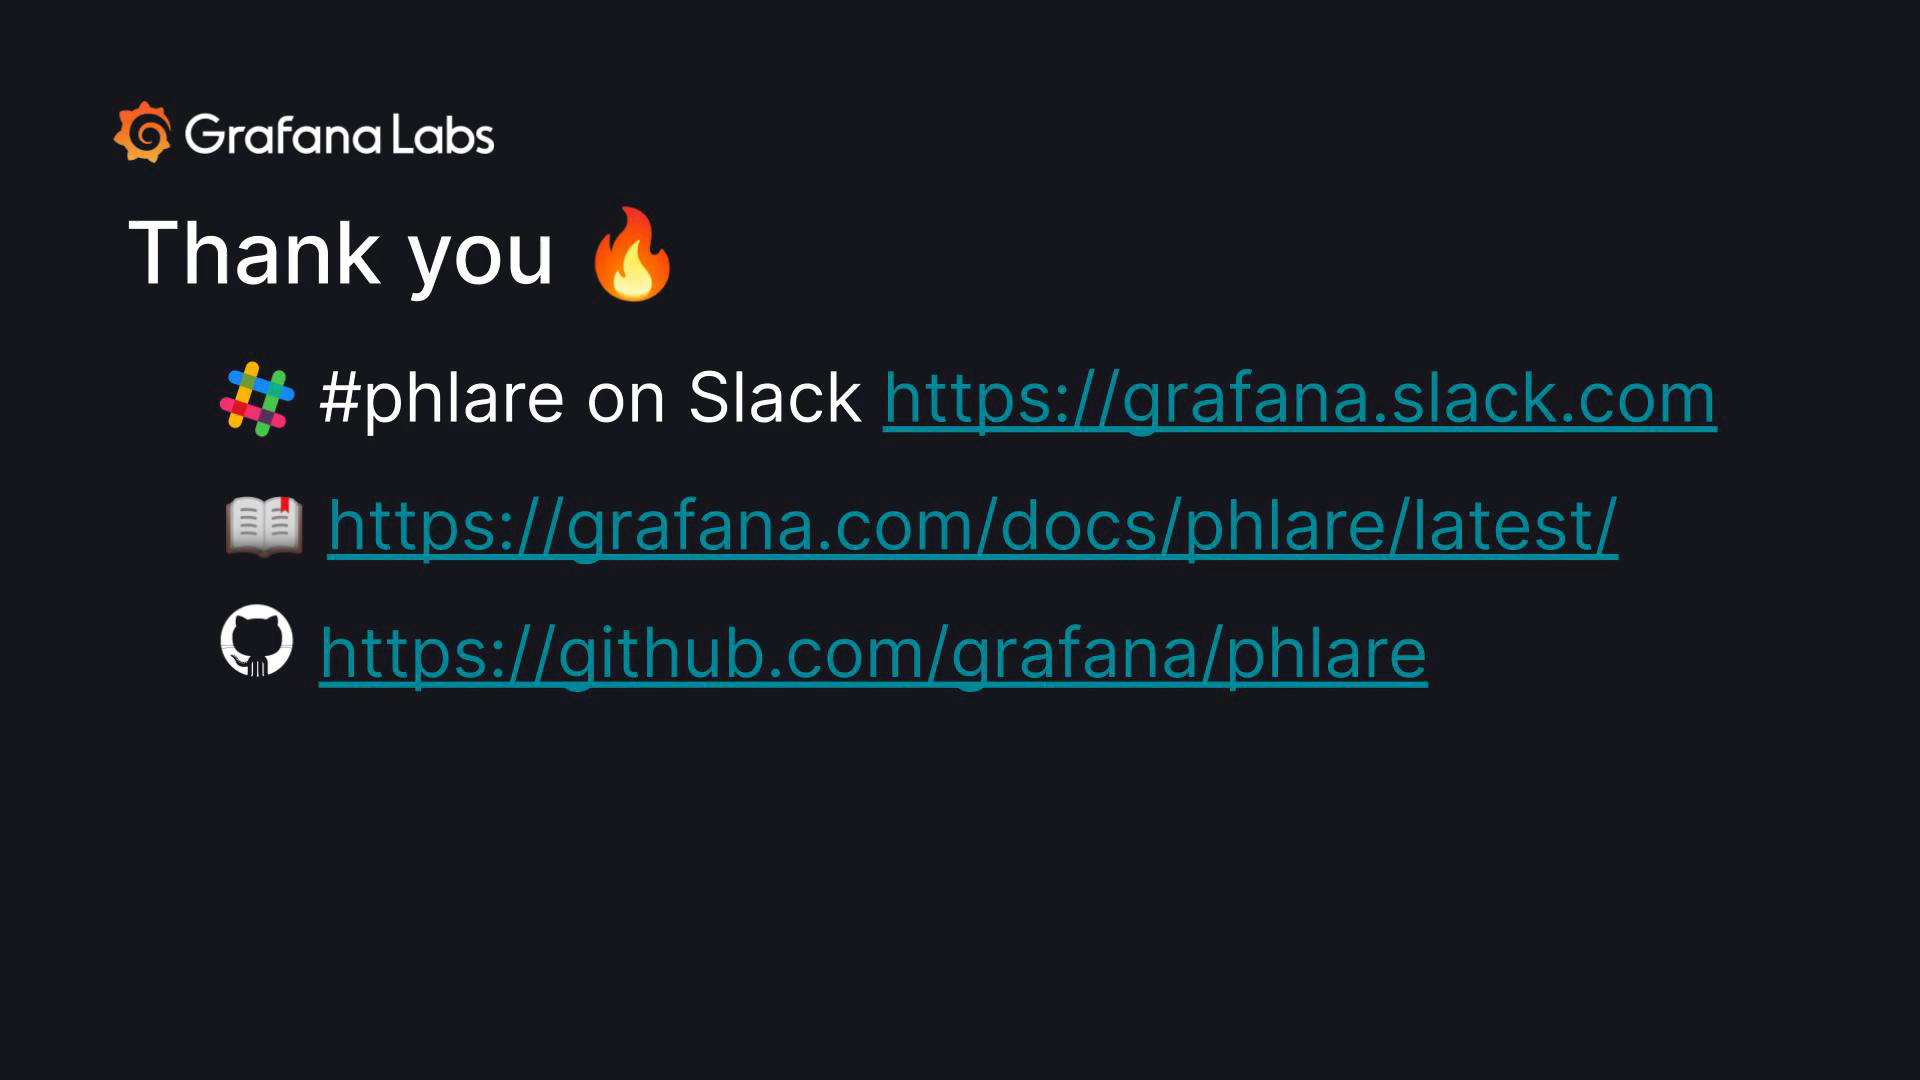 Grafana Labs
Thank you 🔥
#phlare on Slack https://grafana.slack.com
https://grafana.com/docs/phlare/latest/
https://github.com/grafana/phlare